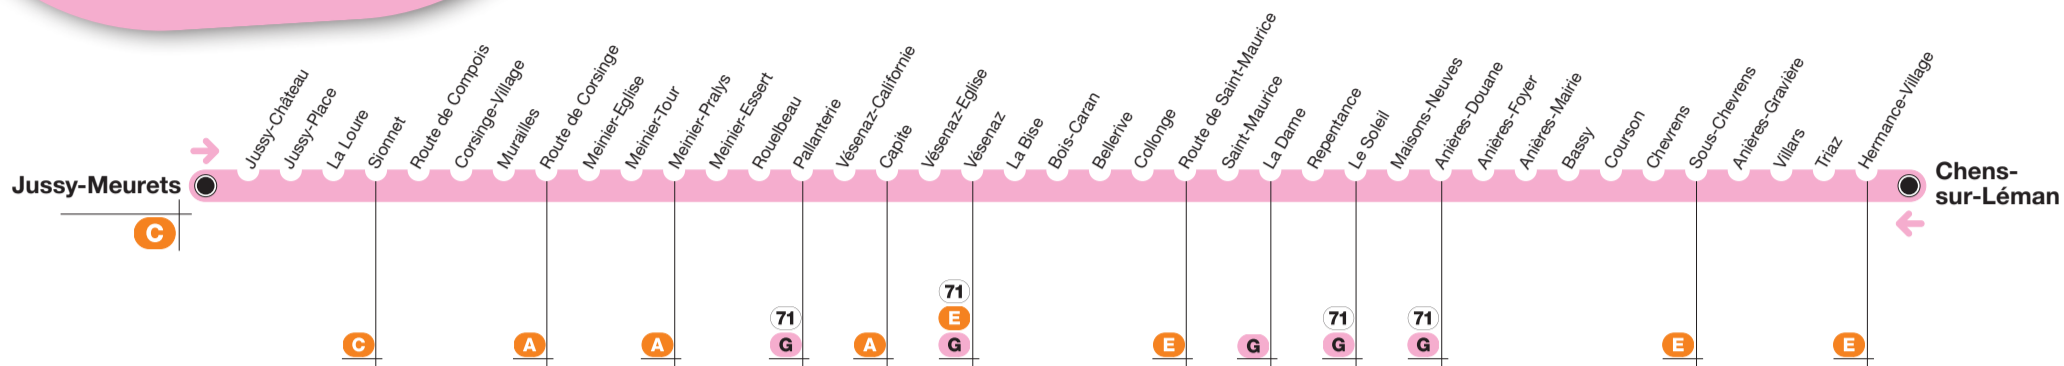 Jussy-Meurets
Jussy-Château
Jussy-Place
La Loure
Sionnet
Route de Compois
Corsinge-Village
Murailles
Route de Corsinge
Meinier-Eglise
Meinier-Tour
Meinier-Pralys
Meinier-Essert
Rouelbeau
Pallanterie
Vésenaz-Californie
Capite
Vésenaz-Eglise
Vésenaz
La Bise
Bois-Caran
Bellerive
Collonge
Route de Saint-Maurice
Saint-Maurice
La Dame
Repentance
Le Soleil
Maisons-Neuves
Anières-Douane
Anières-Foyer
Anières-Mairie
Bassy
Courson
Chevrens
Sous-Chevrens
Anières-Gravière
Villars
Triaz
Hermance-Village
Chens-
sur-Léman
C
C
A
A
71
G
A
71
E
G
E
G
71
G
71
G
E
E